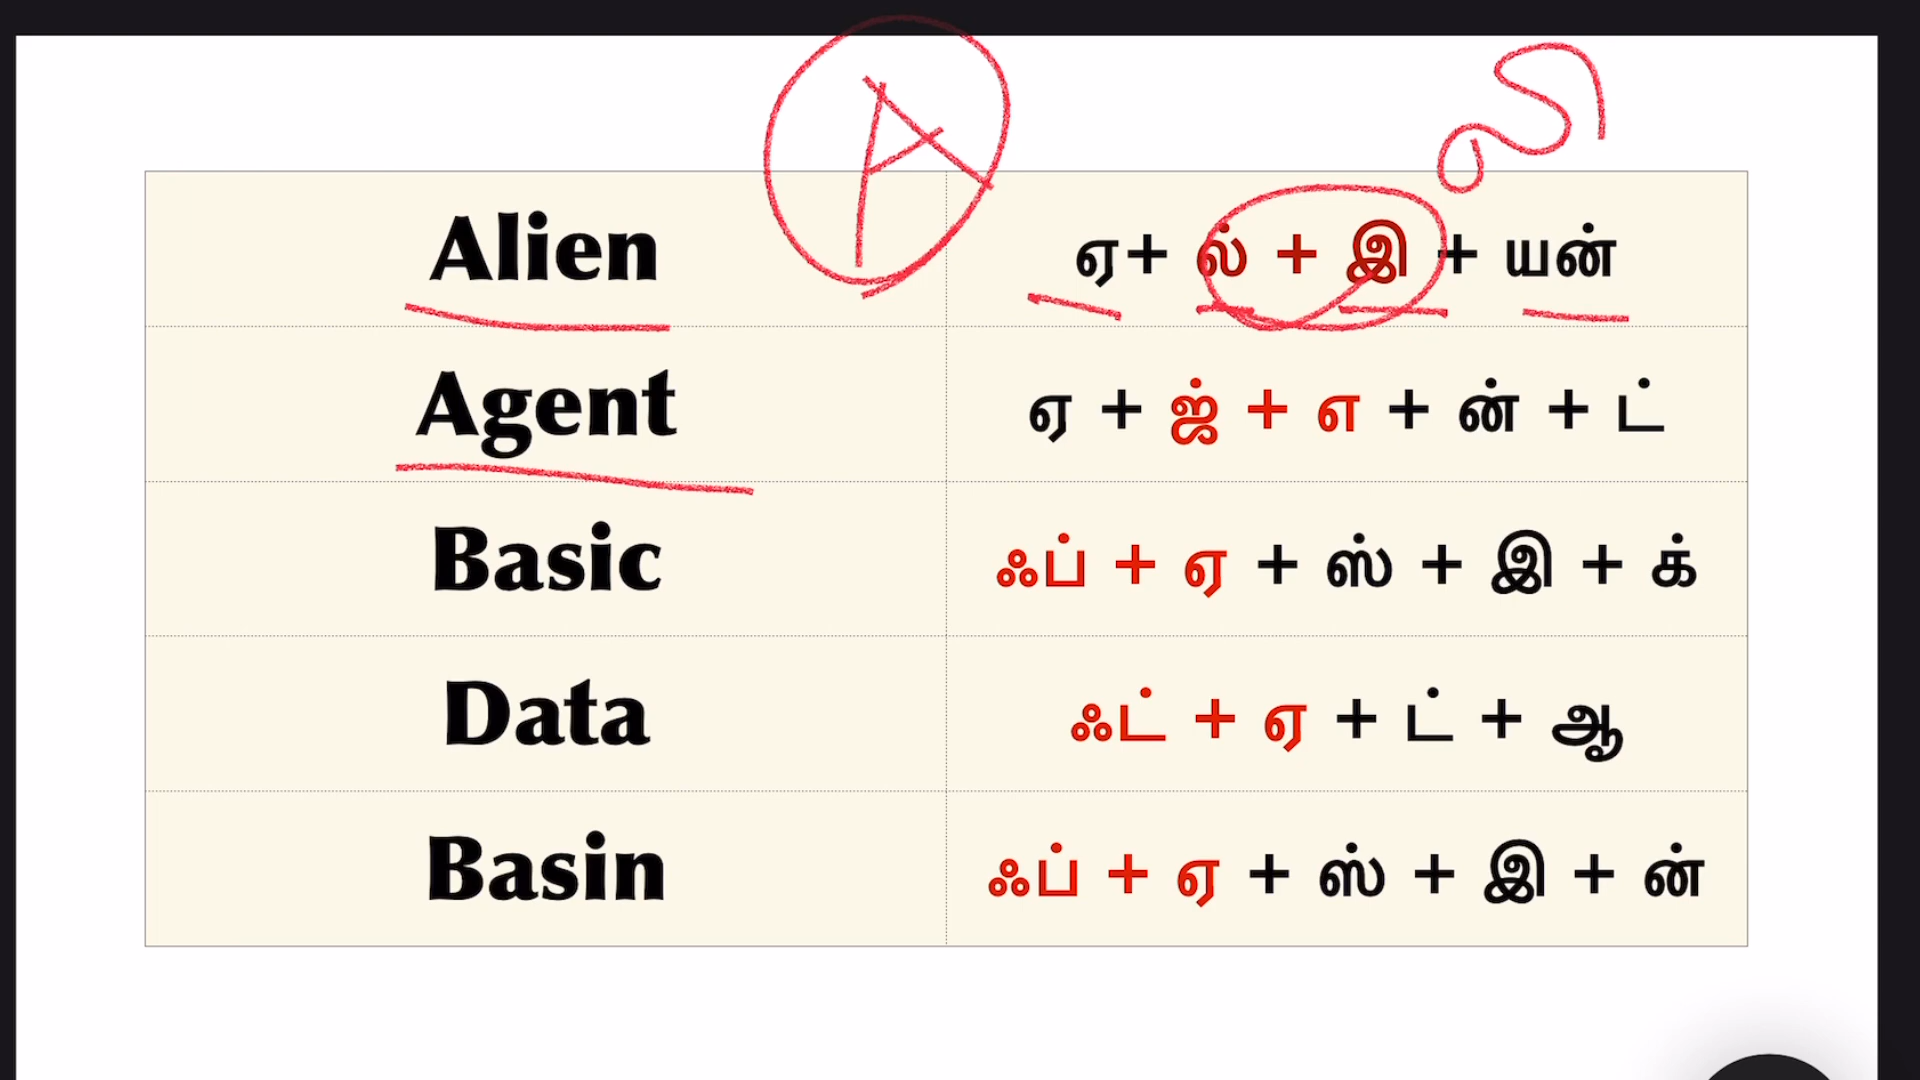 A
லி
Alien ஏ+ ல் + இ + யன்
Agent ஏ + ஜ் + எ + ன் + ட்
Basic ஃப் + ஏ + ஸ் + இ + க்
Data ஃட் + ஏ + ட் + ஆ
Basin ஃப் + ஏ + ஸ் + இ + ன்